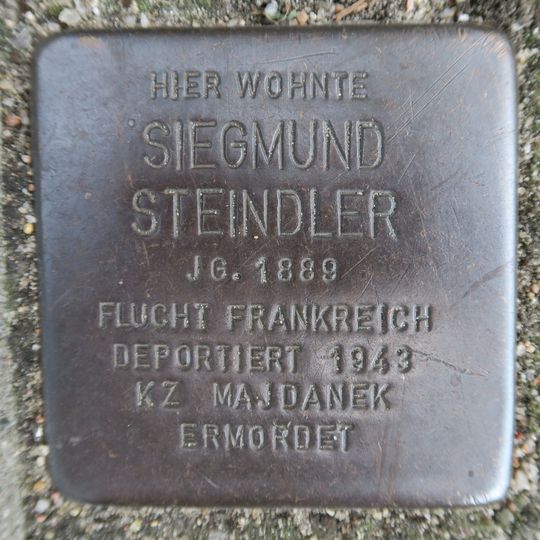 HIER WOHNTE
SIEGMUND
STEINDLER
JG. 1889
FLUCHT FRANKREICH
DEPORTIERT 1943
KZ MAJDANEK
ERMORDET